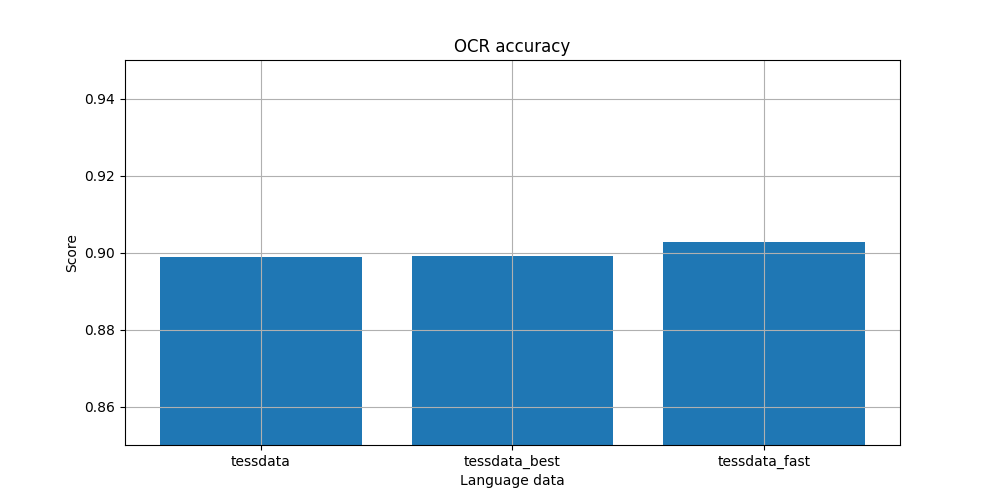 OCR accuracy
Score
0.94
0.92
0.90
0.88
0.86
tessdata tessdata_best tessdata_fast
Language data